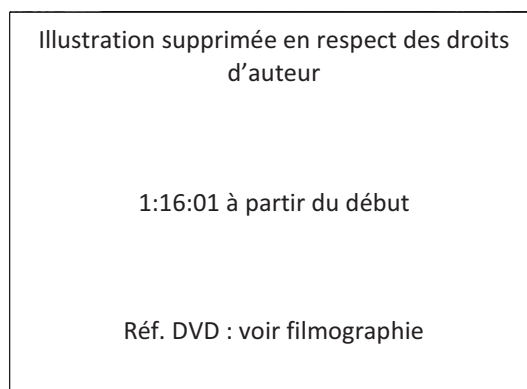 Illustration supprimée en respect des droits
d’auteur
1:16:01 à partir du début
Réf. DVD : voir filmographie